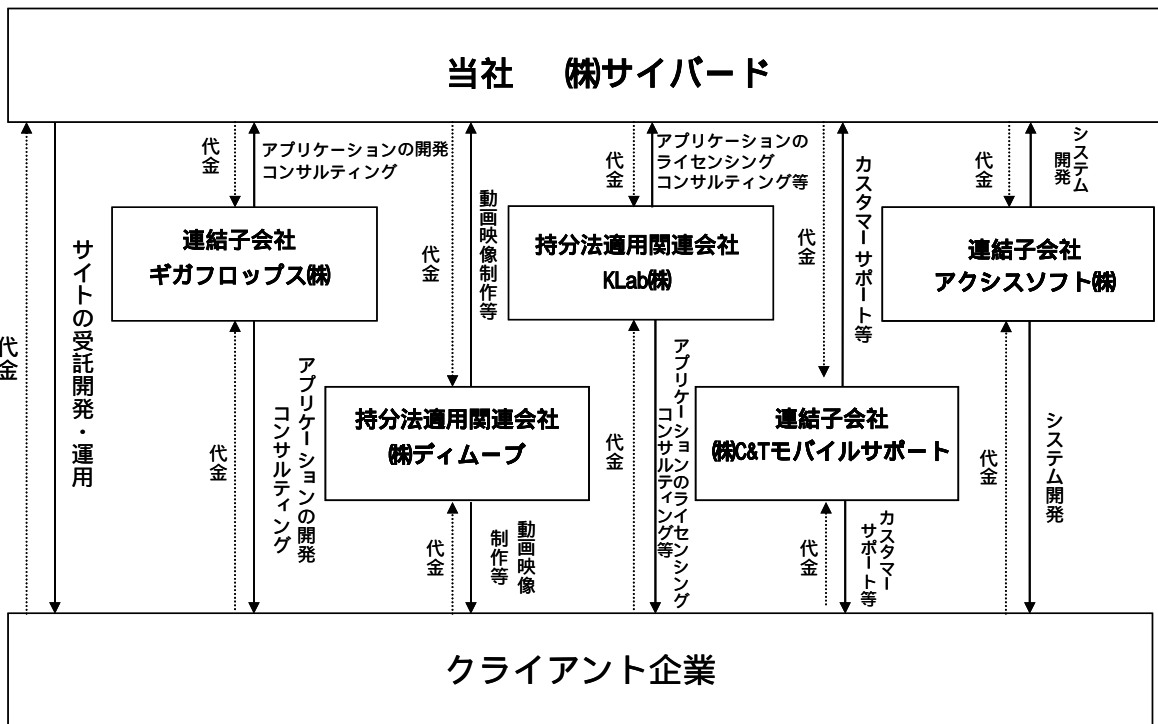 当社 ㈱サイバード
代金
サイトの受託開発・運用
代金
アプリケーションの開発
コンサルティング
代金
動画映像制作等
代金
アプリケーションの
ライセンシング
コンサルティング等
代金
カスタマーサポート等
代金
システム
開発
連結子会社
ギガフロップス㈱
持分法適用関連会社
KLab㈱
連結子会社
アクシスソフト㈱
持分法適用関連会社
㈱ディムーブ
連結子会社
㈱C&Tモバイルサポート
代金
アプリケーションの開発
コンサルティング
代金
動画映像
制作等
代金
アプリケーションのライセンシング
コンサルティング等
代金
カスタマー
サポート等
代金
システム開発
クライアント企業